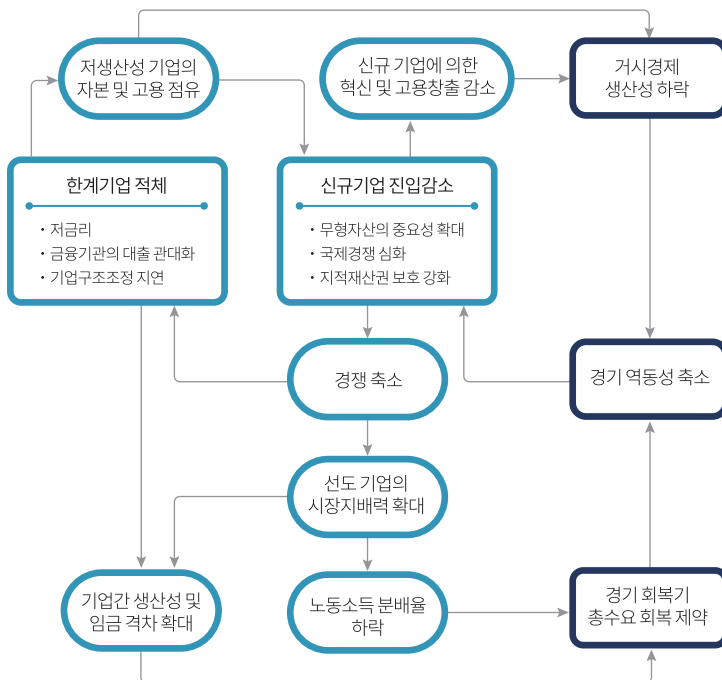 저생산성 기업의
자본 및 고용 점유
신규 기업에 의한
혁신 및 고용창출 감소
거시경제
생산성 하락
한계기업 적체
• 저금리
• 금융기관의 대출 관대화
• 기업구조조정 지연
신규기업 진입감소
• 무형자산의 중요성 확대
• 국제경쟁 심화
• 지적재산권 보호 강화
경쟁 축소
경기 역동성 축소
선도 기업의
시장지배력 확대
기업간 생산성 및
임금 격차 확대
노동소득 분배율
하락
경기 회복기
총수요 회복 제약